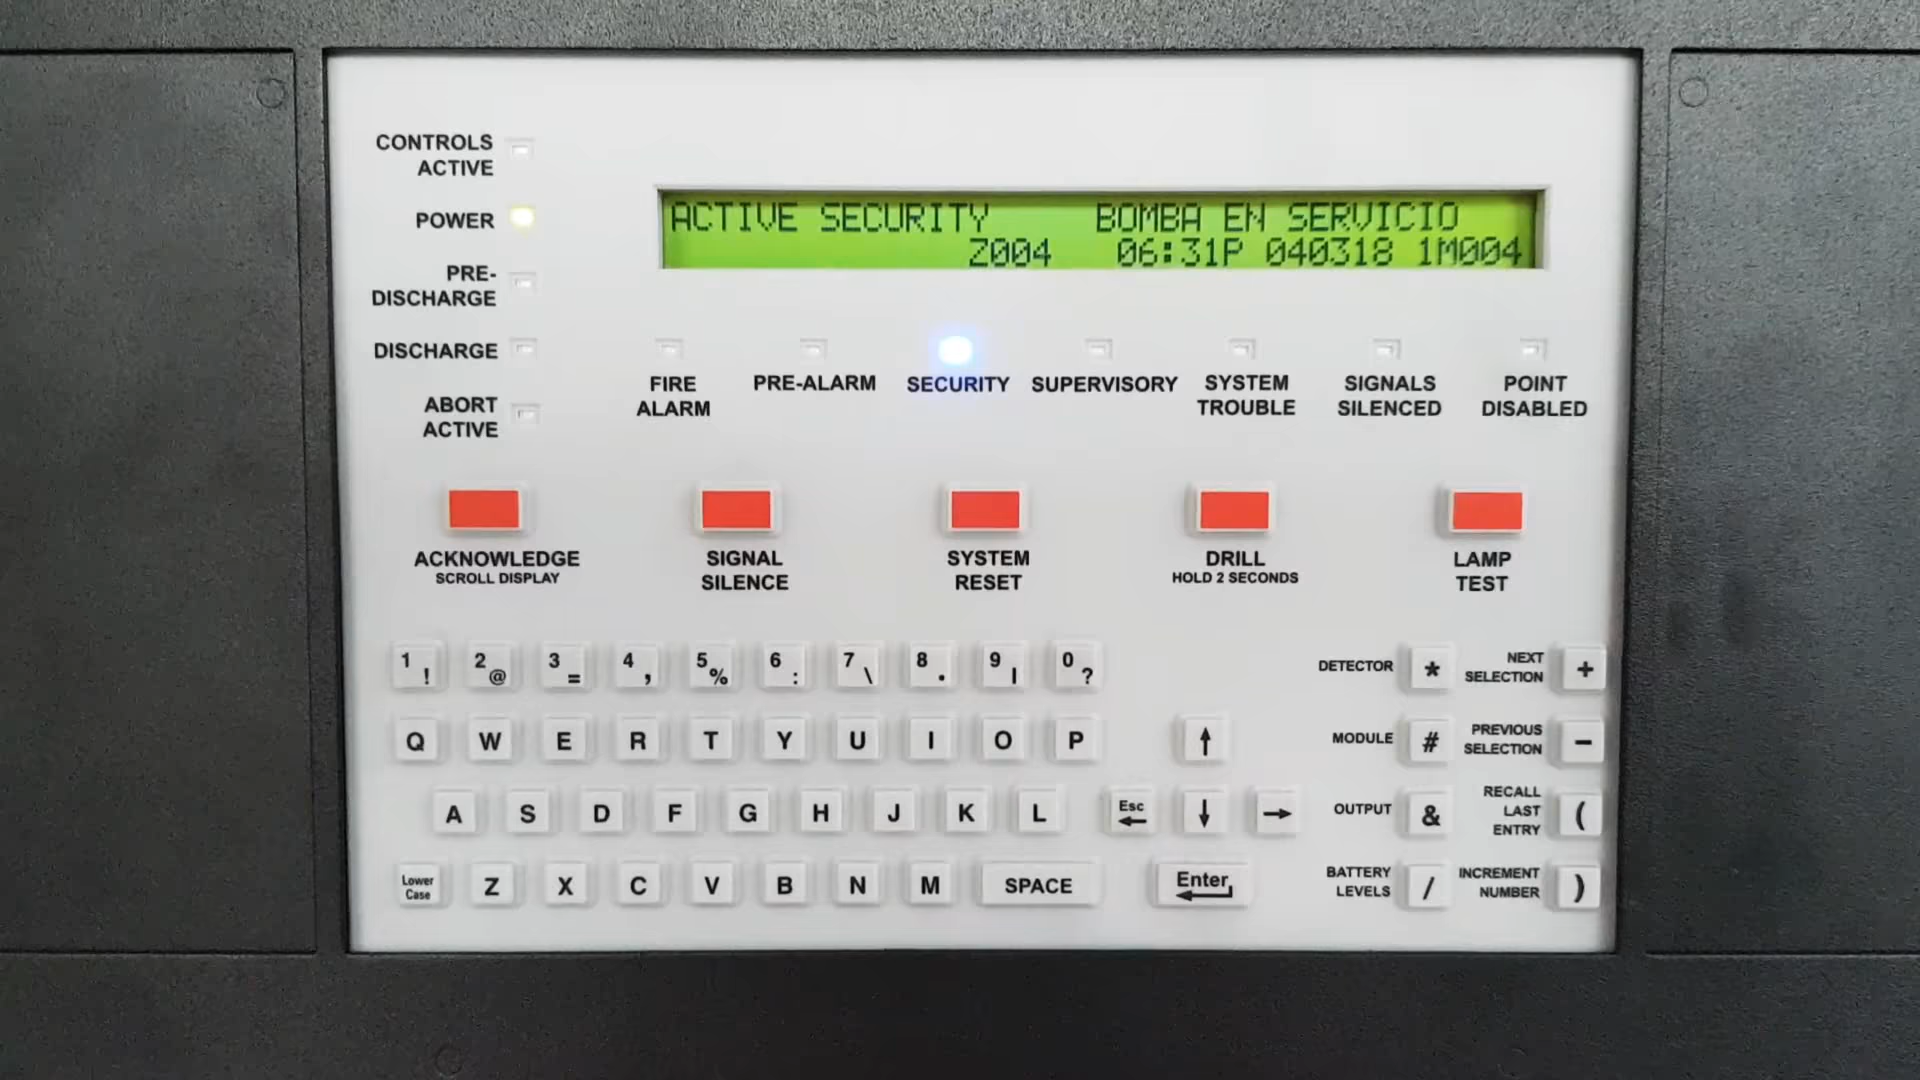 CONTROLS
ACTIVE
POWER
PRE-
DISCHARGE
DISCHARGE
ABORT
ACTIVE
ACTIVE SECURITY BOMBA EN SERVICIO
Z004 06:31P 040318 1M004
FIRE
ALARM
PRE-ALARM
SECURITY
SUPERVISORY
SYSTEM
TROUBLE
SIGNALS
SILENCED
POINT
DISABLED
ACKNOWLEDGE
SCROLL DISPLAY
SIGNAL
SILENCE
SYSTEM
RESET
DRILL
HOLD 2 SECONDS
LAMP
TEST
1 ! 2 @ 3 = 4 , 5 % 6 : 7 \ 8 . 9 | 0 ?
DETECTOR *
NEXT
SELECTION +
Q W E R T Y U I O P ↑
MODULE #
PREVIOUS
SELECTION −
A S D F G H J K L
Esc
← ↓ →
OUTPUT &
RECALL
LAST
ENTRY (
Lower
Case
Z X C V B N M SPACE Enter
BATTERY
LEVELS /
INCREMENT
NUMBER )